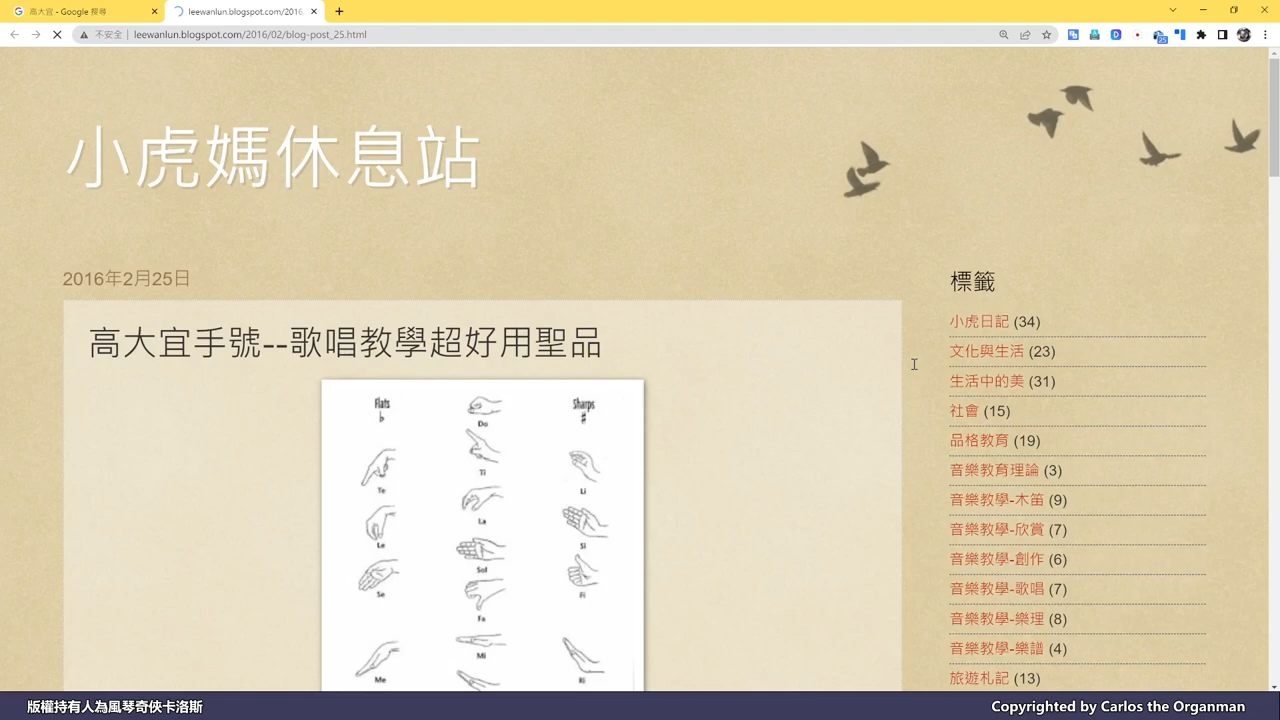 高大宜 - Google 搜尋
leewanlun.blogspot.com/2016
不安全 | leewanlun.blogspot.com/2016/02/blog-post_25.html
小虎媽休息站
2016年2月25日
高大宜手號--歌唱教學超好用聖品
Flats
♭
Do
Sharps
♯
Ti
Te
Li
La
Le
Si
Sol
Se
Fi
Fa
Mi
Me
Ri
標籤
小虎日記 (34)
文化與生活 (23)
生活中的美 (31)
社會 (15)
品格教育 (19)
音樂教育理論 (3)
音樂教學-木笛 (9)
音樂教學-欣賞 (7)
音樂教學-創作 (6)
音樂教學-歌唱 (7)
音樂教學-樂理 (8)
音樂教學-樂譜 (4)
旅遊札記 (13)
版權持有人為風琴奇俠卡洛斯
Copyrighted by Carlos the Organman